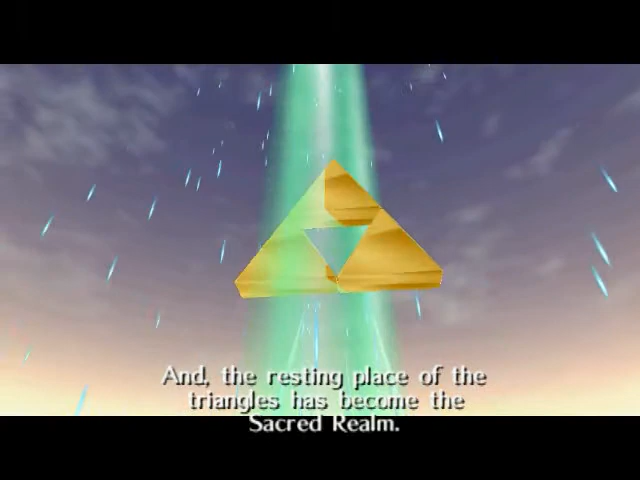 And, the resting place of the
triangles has become the
Sacred Realm.